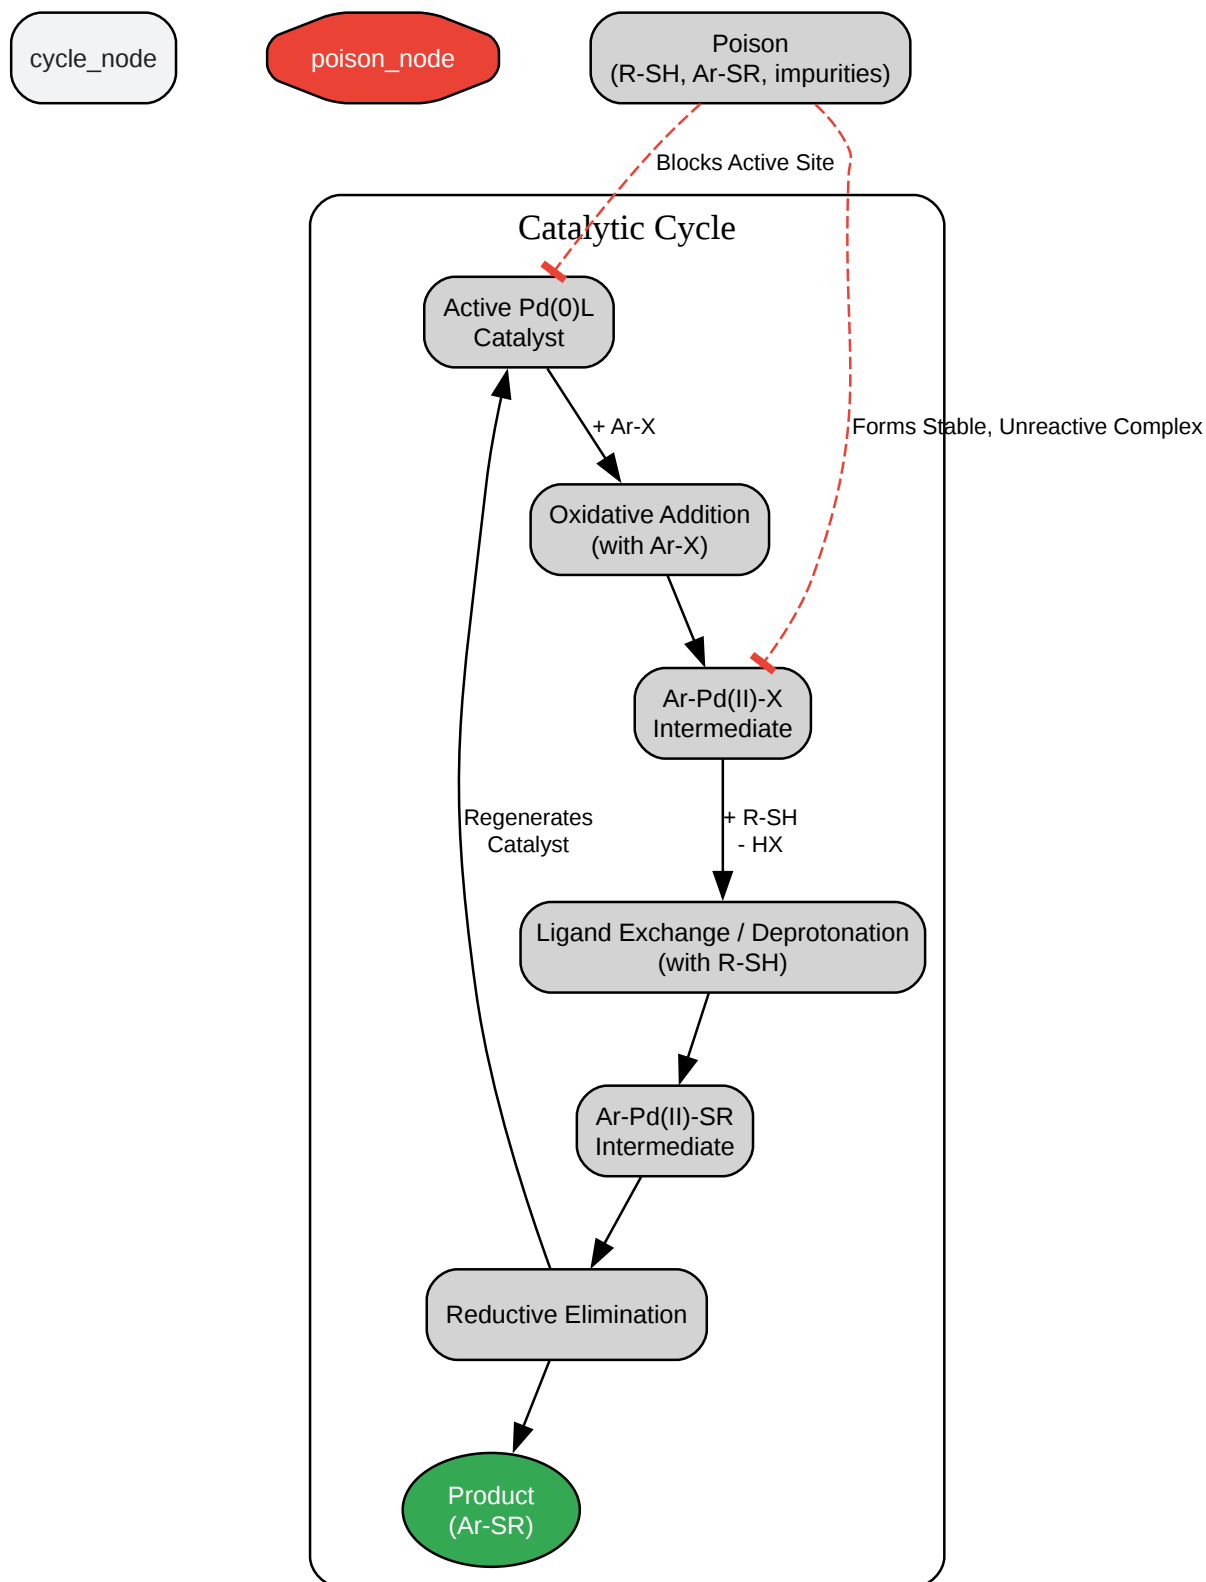 cycle_node
poison_node
Poison
(R-SH, Ar-SR, impurities)
Blocks Active Site
Catalytic Cycle
Active Pd(0)L
Catalyst
+ Ar-X
Forms Stable, Unreactive Complex
Oxidative Addition
(with Ar-X)
Ar-Pd(II)-X
Intermediate
Regenerates
Catalyst
+ R-SH
- HX
Ligand Exchange / Deprotonation
(with R-SH)
Ar-Pd(II)-SR
Intermediate
Reductive Elimination
Product
(Ar-SR)